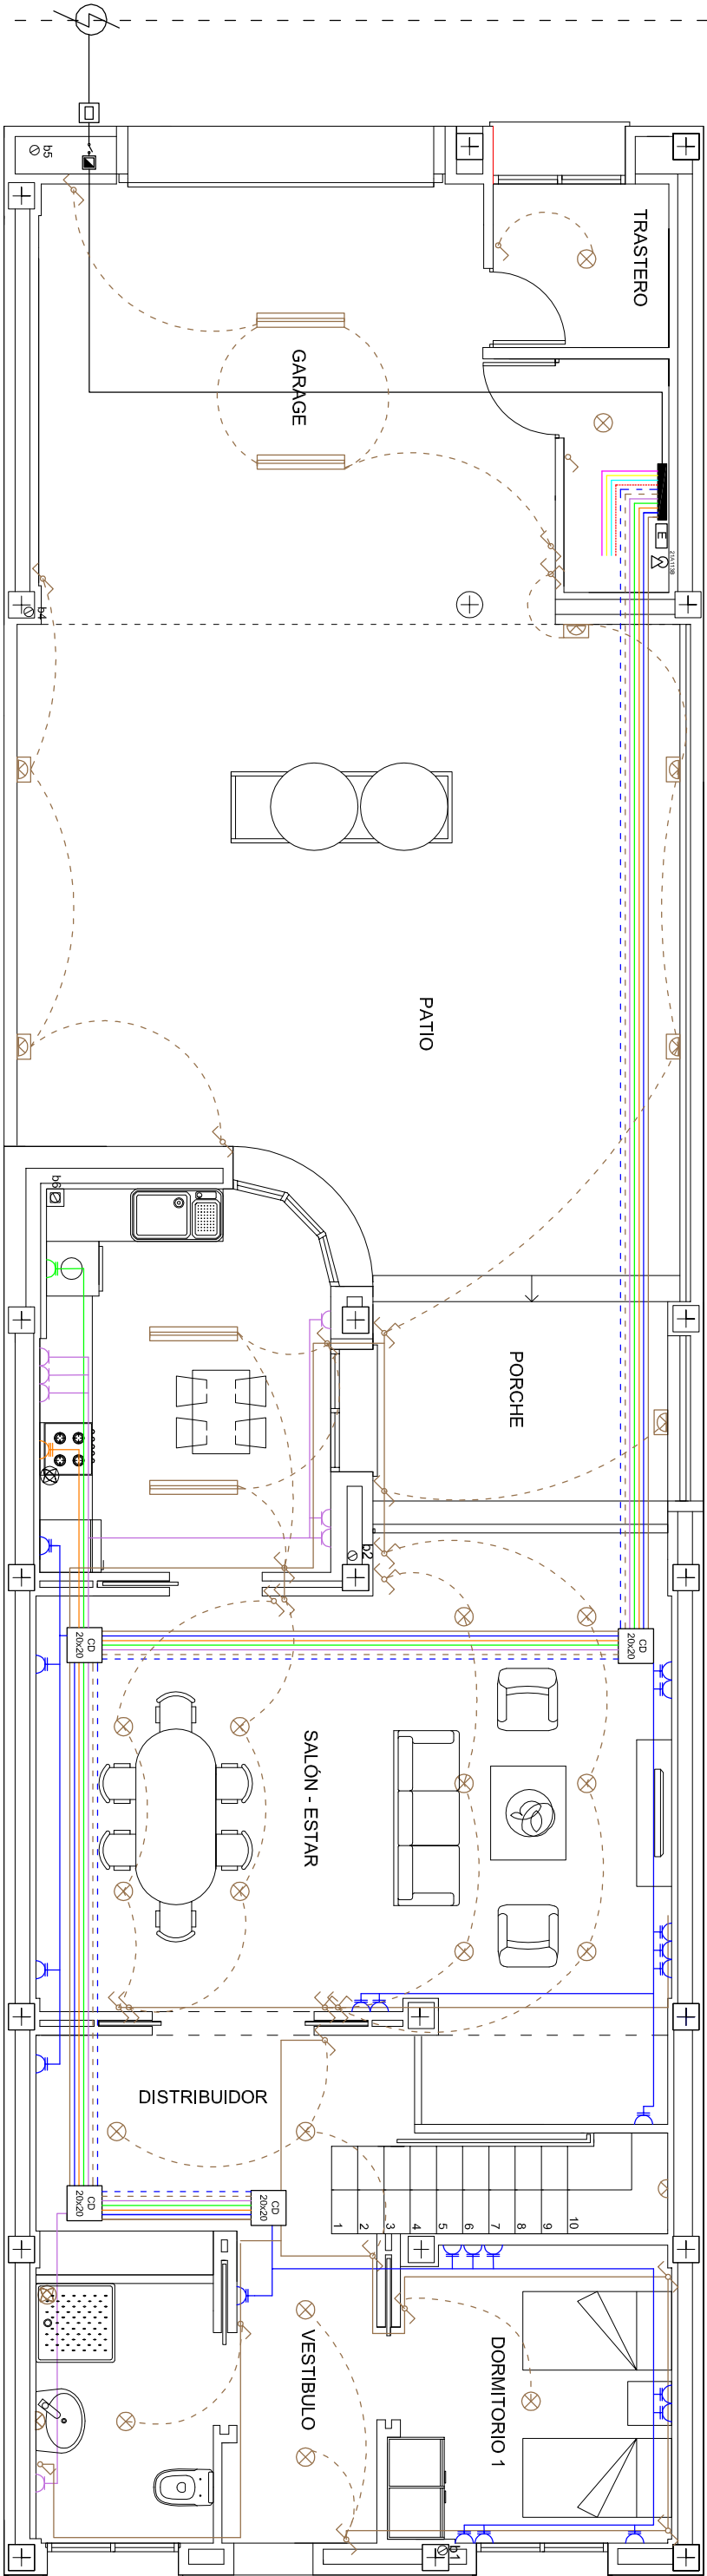 b5
TRASTERO
GARAGE
E
b4
PATIO
b6
PORCHE
b2
CD
20x20
CD
20x20
SALÓN - ESTAR
DISTRIBUIDOR
CD
20x20
CD
20x20
1
2
3
4
5
6
7
8
9
10
VESTIBULO
DORMITORIO 1
b1